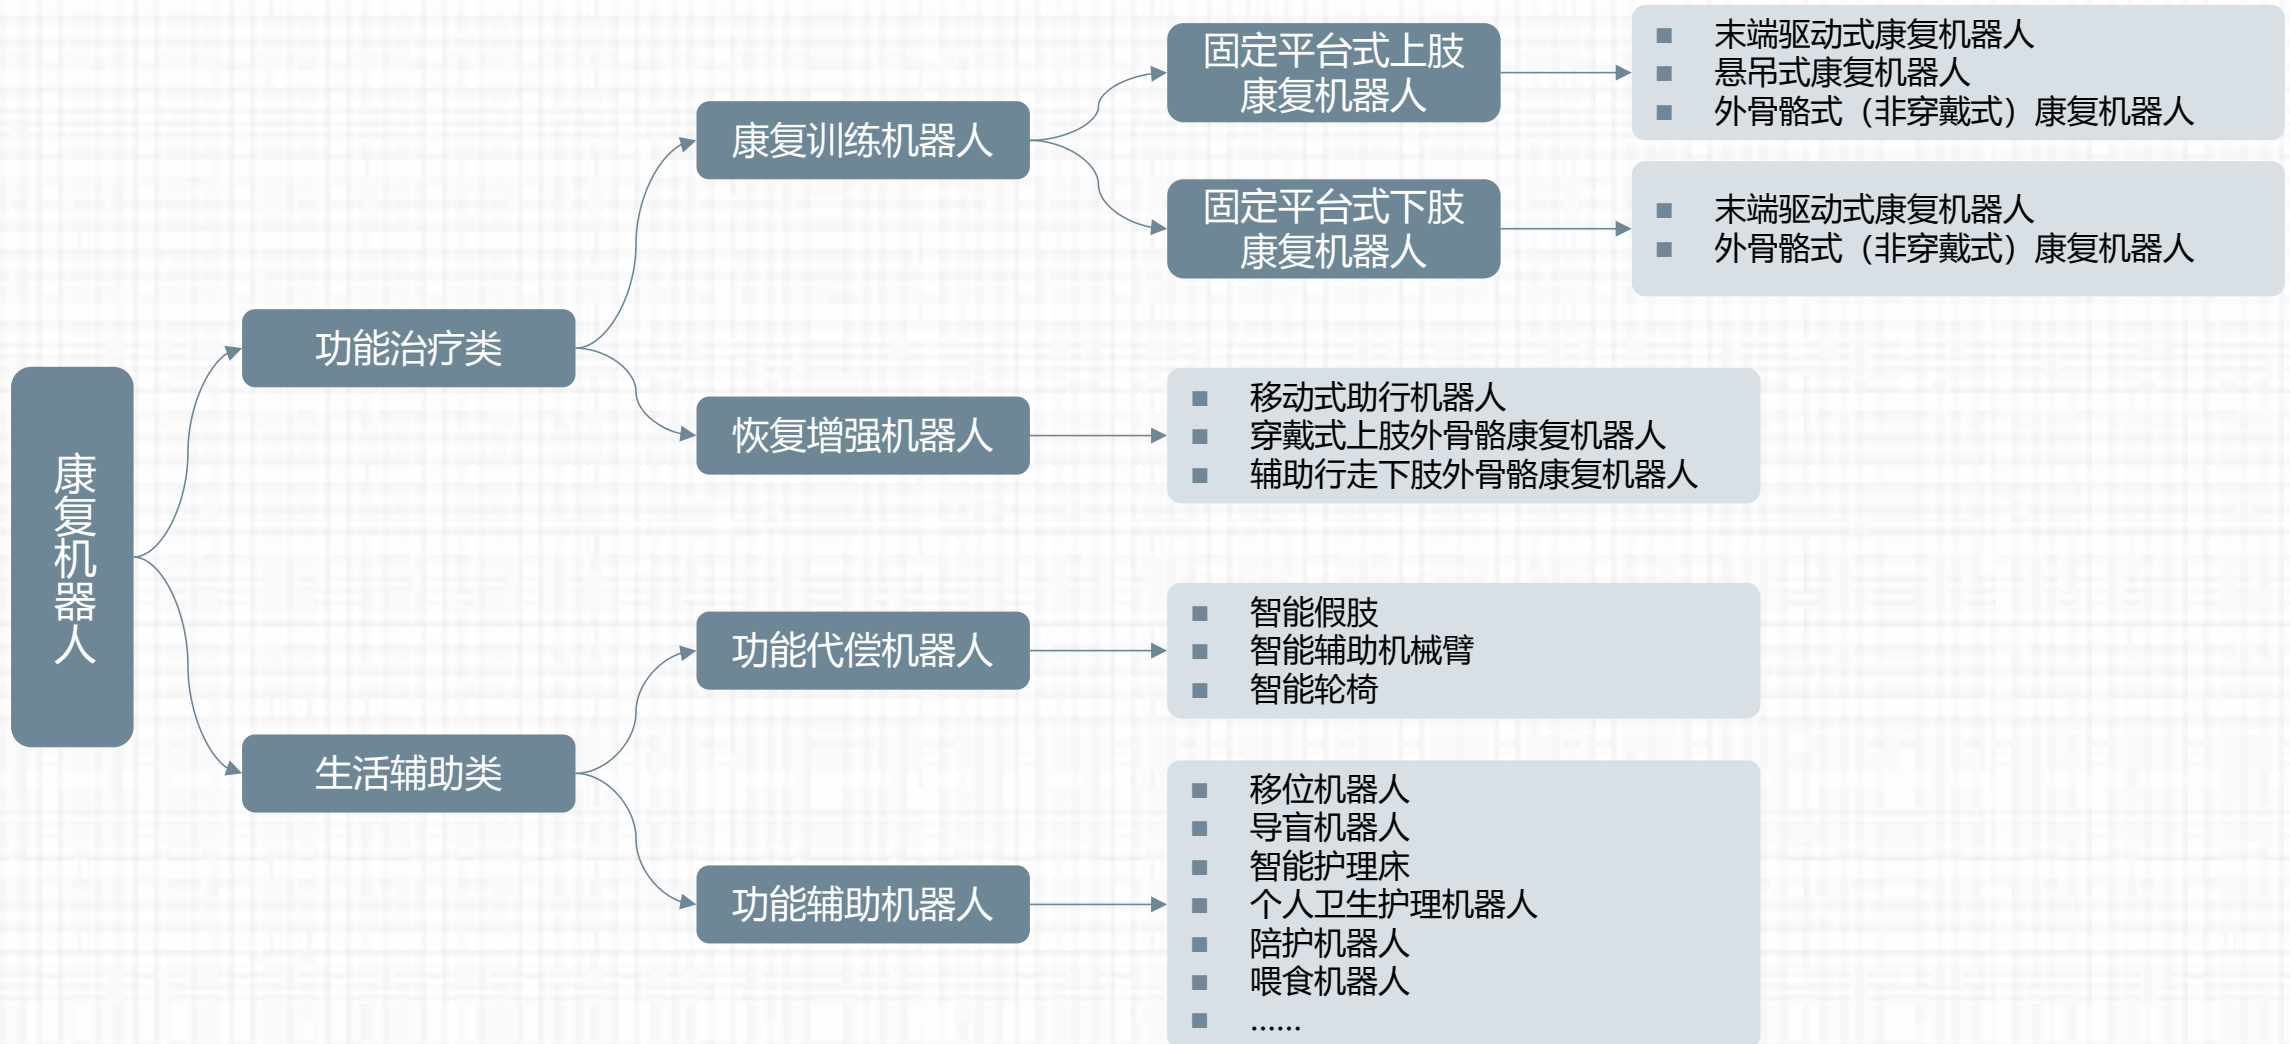 康复机器人
功能治疗类
生活辅助类
康复训练机器人
恢复增强机器人
功能代偿机器人
功能辅助机器人
固定平台式上肢
康复机器人
固定平台式下肢
康复机器人
末端驱动式康复机器人
悬吊式康复机器人
外骨骼式（非穿戴式）康复机器人
末端驱动式康复机器人
外骨骼式（非穿戴式）康复机器人
移动式助行机器人
穿戴式上肢外骨骼康复机器人
辅助行走下肢外骨骼康复机器人
智能假肢
智能辅助机械臂
智能轮椅
移位机器人
导盲机器人
智能护理床
个人卫生护理机器人
陪护机器人
喂食机器人
……